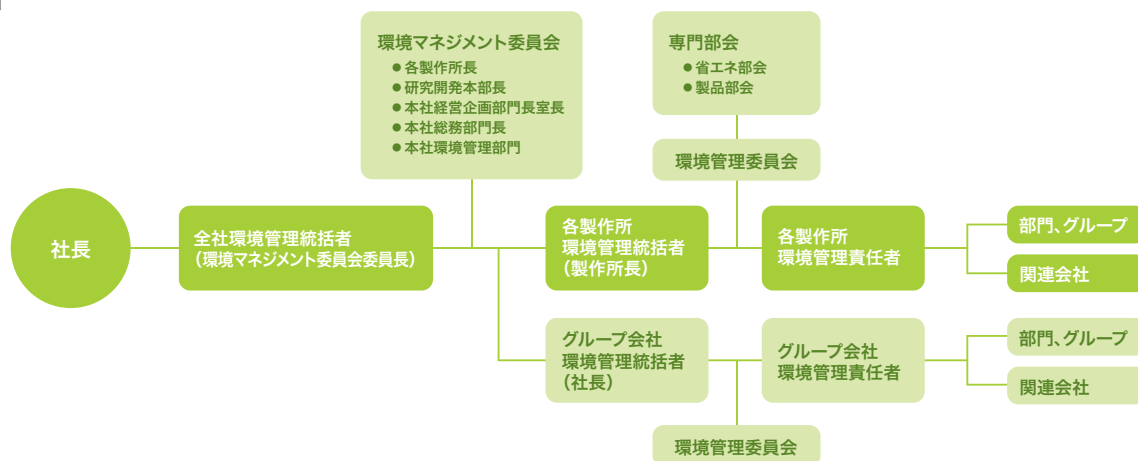 環境マネジメント委員会
●各製作所長
●研究開発本部長
●本社経営企画部門長室長
●本社総務部門長
●本社環境管理部門
専門部会
●省エネ部会
●製品部会
環境管理委員会
社長
全社環境管理統括者
（環境マネジメント委員会委員長）
各製作所
環境管理統括者
（製作所長）
各製作所
環境管理責任者
部門、グループ
関連会社
グループ会社
環境管理統括者
（社長）
グループ会社
環境管理責任者
部門、グループ
関連会社
環境管理委員会